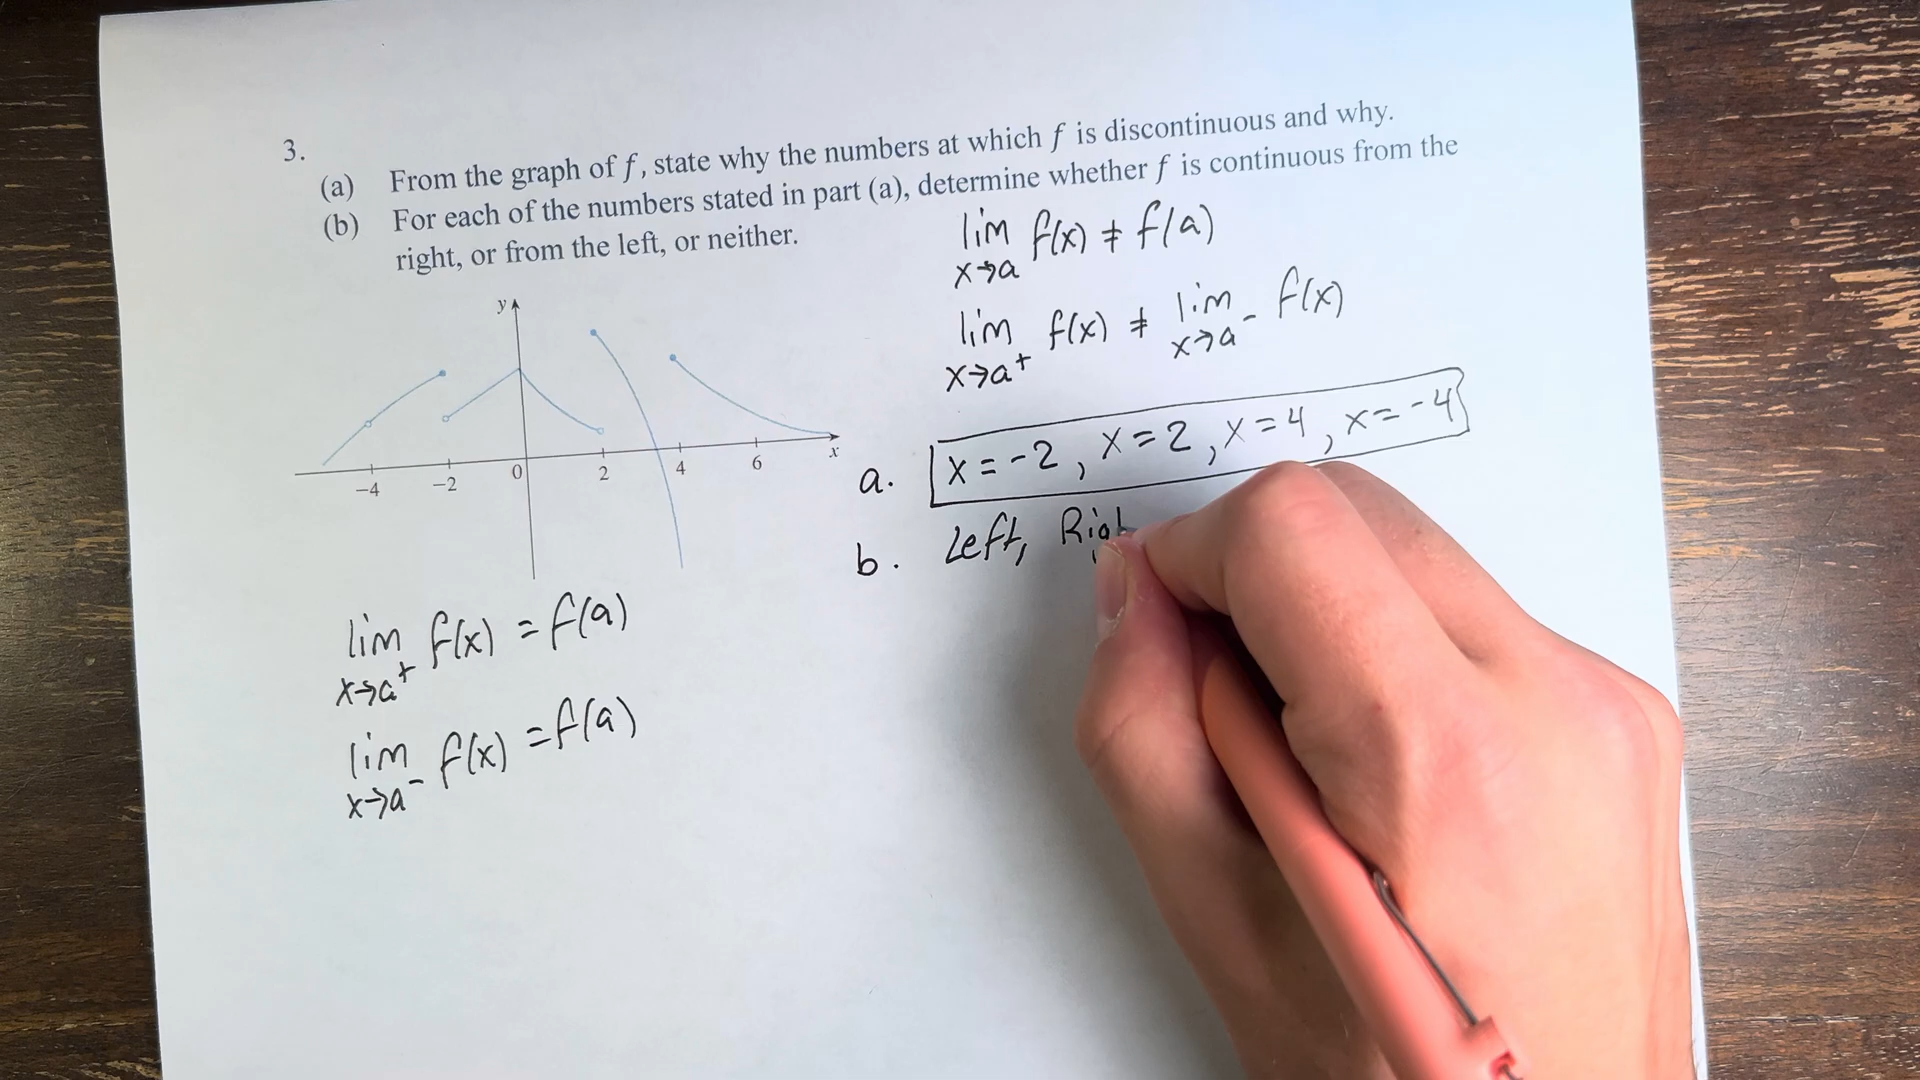 3.
(a) From the graph of f, state why the numbers at which f is discontinuous and why.
(b) For each of the numbers stated in part (a), determine whether f is continuous from the
right, or from the left, or neither.
lim f(x) ≠ f(a)
x→a
lim f(x) ≠ lim f(x)
x→a⁺ x→a⁻
y
x
-4 -2 0 2 4 6
a. x = -2, x = 2, x = 4, x = -4
b. Left,
lim f(x) = f(a)
x→a⁺
lim f(x) = f(a)
x→a⁻